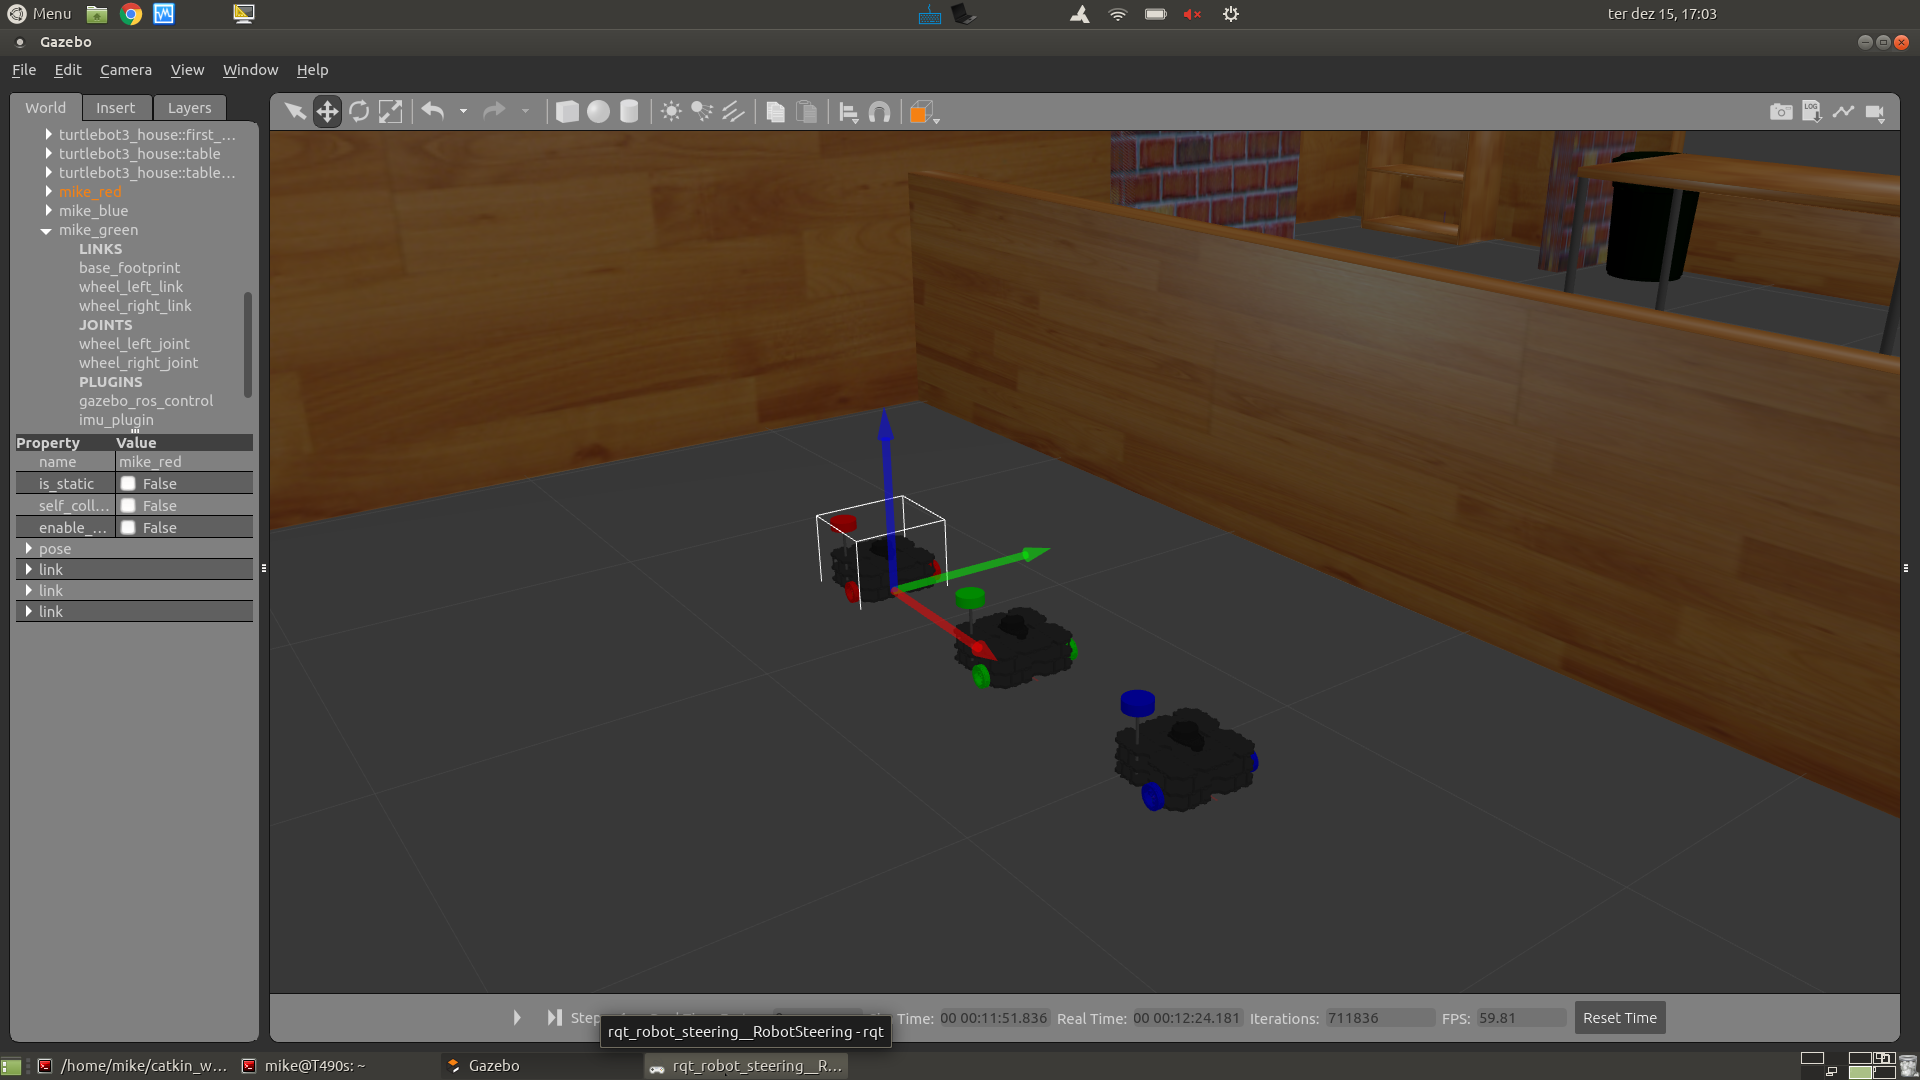 Menu
ter dez 15, 17:03
Gazebo
File Edit Camera View Window Help
World Insert Layers
turtlebot3_house::first_...
turtlebot3_house::table
turtlebot3_house::table...
mike_red
mike_blue
mike_green
LINKS
base_footprint
wheel_left_link
wheel_right_link
JOINTS
wheel_left_joint
wheel_right_joint
PLUGINS
gazebo_ros_control
imu_plugin
Property Value
name mike_red
is_static False
self_coll... False
enable_... False
pose
link
link
link
LOG
Time: 00 00:11:51.836 Real Time: 00 00:12:24.181 Iterations: 711836 FPS: 59.81 Reset Time
rqt_robot_steering__RobotSteering - rqt
/home/mike/catkin_w... mike@T490s: ~ Gazebo rqt_robot_steering__R...